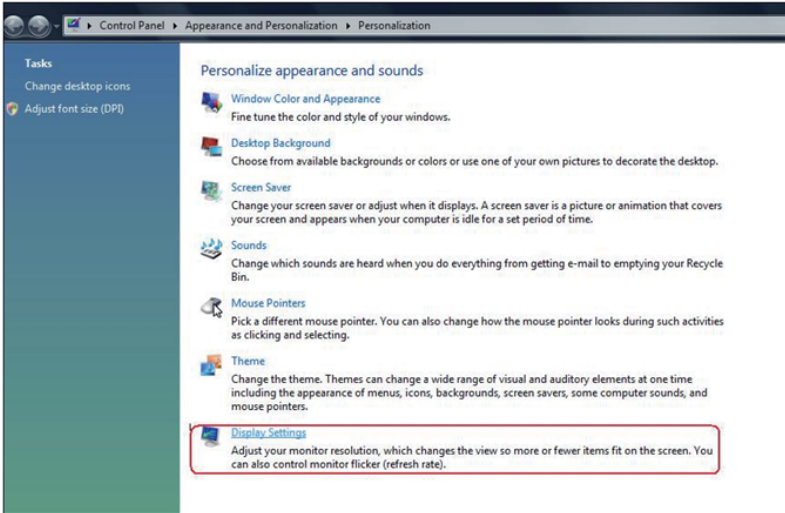 Control Panel ▸ Appearance and Personalization ▸ Personalization
Tasks
Change desktop icons
Adjust font size (DPI)
Personalize appearance and sounds
Window Color and Appearance
Fine tune the color and style of your windows.
Desktop Background
Choose from available backgrounds or colors or use one of your own pictures to decorate the desktop.
Screen Saver
Change your screen saver or adjust when it displays. A screen saver is a picture or animation that covers
your screen and appears when your computer is idle for a set period of time.
Sounds
Change which sounds are heard when you do everything from getting e-mail to emptying your Recycle
Bin.
Mouse Pointers
Pick a different mouse pointer. You can also change how the mouse pointer looks during such activities
as clicking and selecting.
Theme
Change the theme. Themes can change a wide range of visual and auditory elements at one time
including the appearance of menus, icons, backgrounds, screen savers, some computer sounds, and
mouse pointers.
Display Settings
Adjust your monitor resolution, which changes the view so more or fewer items fit on the screen. You
can also control monitor flicker (refresh rate).